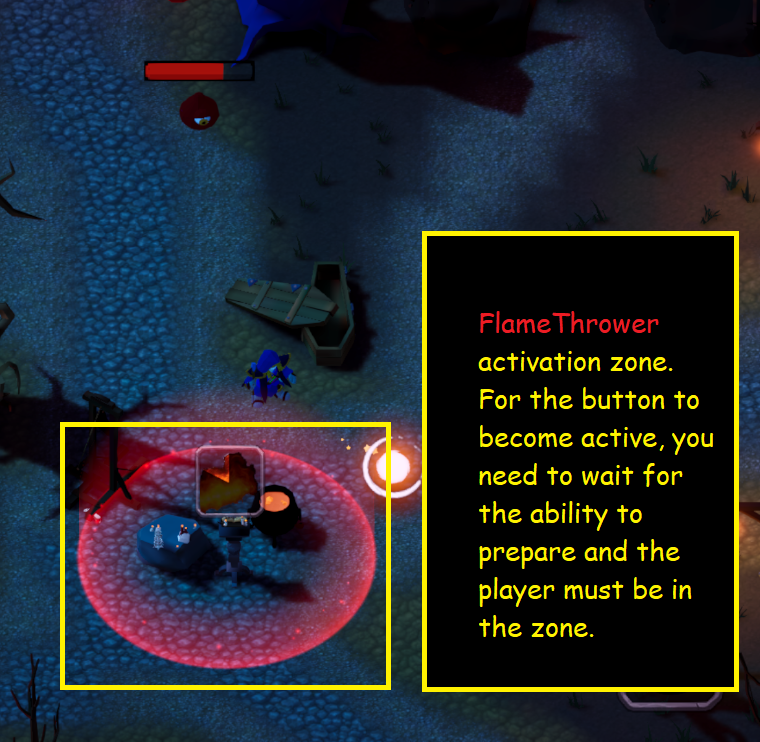 FlameThrower
activation zone.
For the button to
become active, you
need to wait for
the ability to
prepare and the
player must be in
the zone.